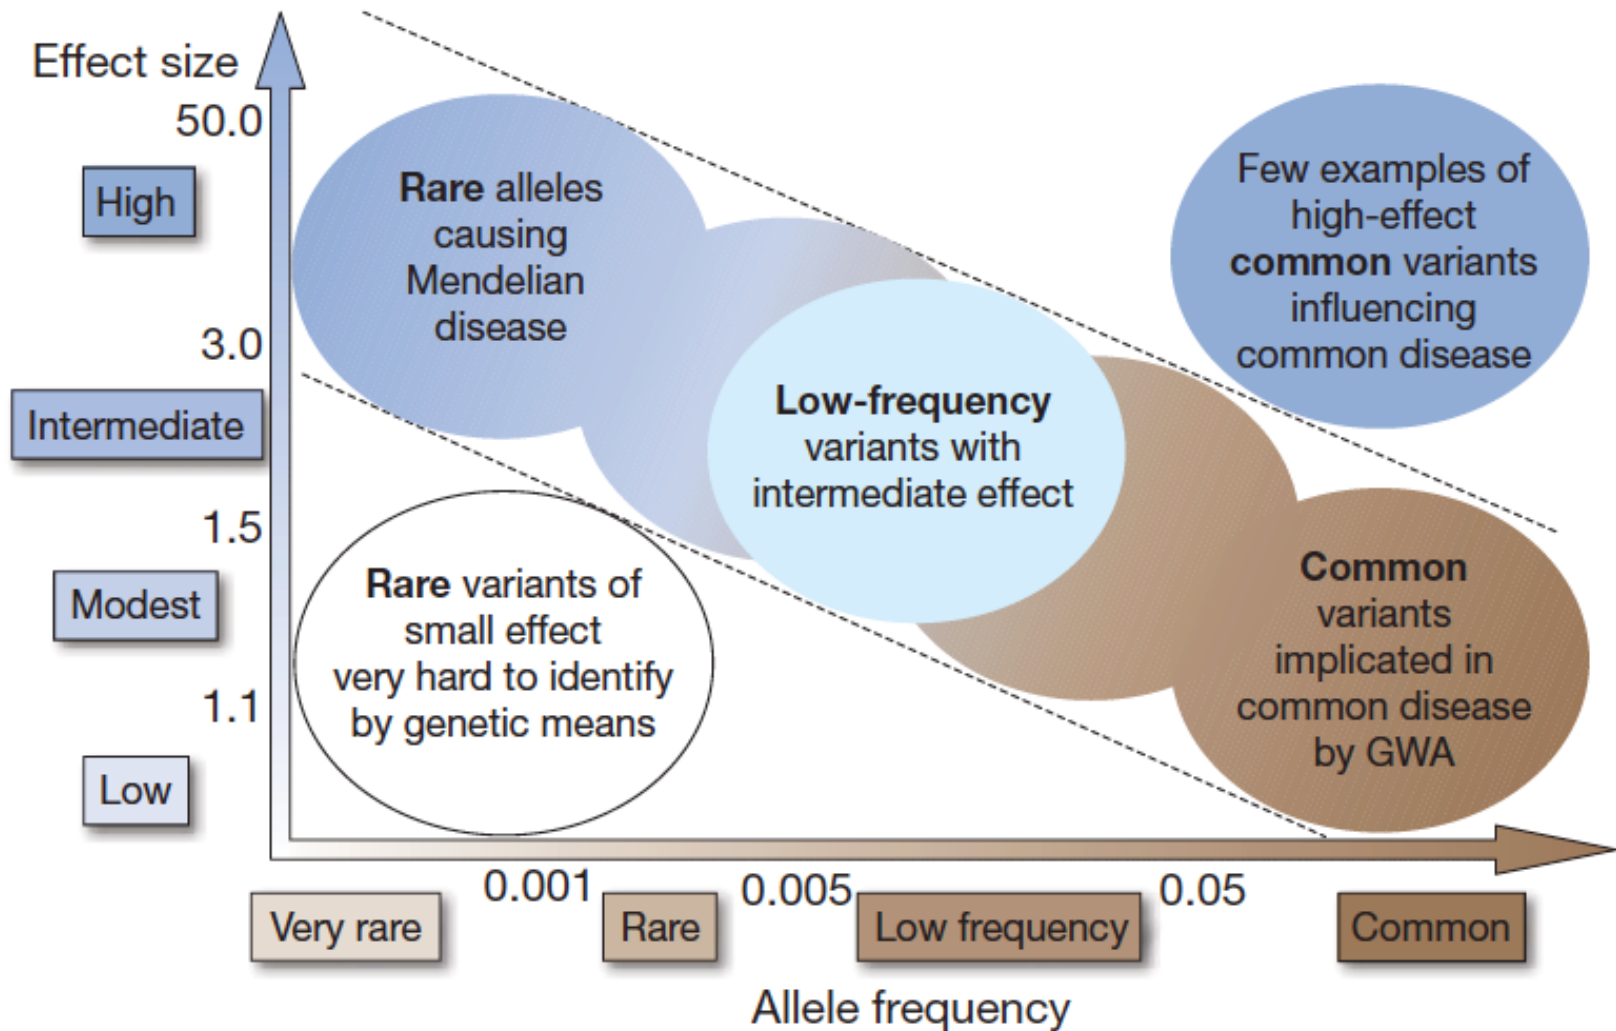 Effect size
50.0
High
3.0
Intermediate
1.5
Modest
1.1
Low
Rare alleles
causing
Mendelian
disease
Few examples of
high-effect
common variants
influencing
common disease
Low-frequency
variants with
intermediate effect
Rare variants of
small effect
very hard to identify
by genetic means
Common
variants
implicated in
common disease
by GWA
0.001
0.005
0.05
Very rare
Rare
Low frequency
Common
Allele frequency